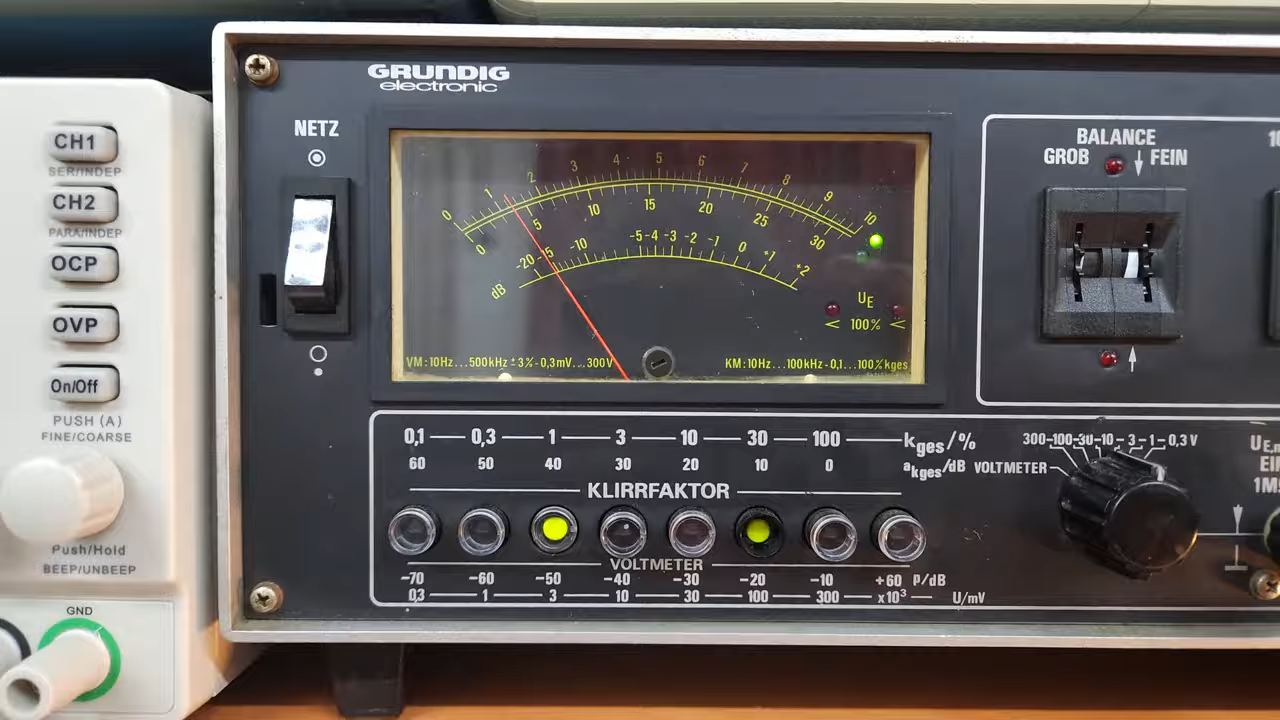 CH1
SER/INDEP
CH2
PARA/INDEP
OCP
OVP
On/Off
PUSH (A)
FINE/COARSE
Push/Hold
BEEP/UNBEEP
GND
GRUNDIG
electronic
NETZ
0 1 2 3 4 5 6 7 8 9 10
0 5 10 15 20 25 30
dB -20 -15 -10 -5 -4 -3 -2 -1 0 +1 +2
UE
< 100% <
VM: 10Hz...500kHz ±3% - 0,3mV...300V
KM: 10Hz...100kHz - 0,1...100% kges
BALANCE
GROB FEIN
0,1 0,3 1 3 10 30 100 kges/%
60 50 40 30 20 10 0 akges/dB
KLIRRFAKTOR
VOLTMETER
-70 -60 -50 -40 -30 -20 -10 +60 P/dB
0,3 1 3 10 30 100 300 x10³ U/mV
300-100-30-10-3-1-0,3 V
VOLTMETER